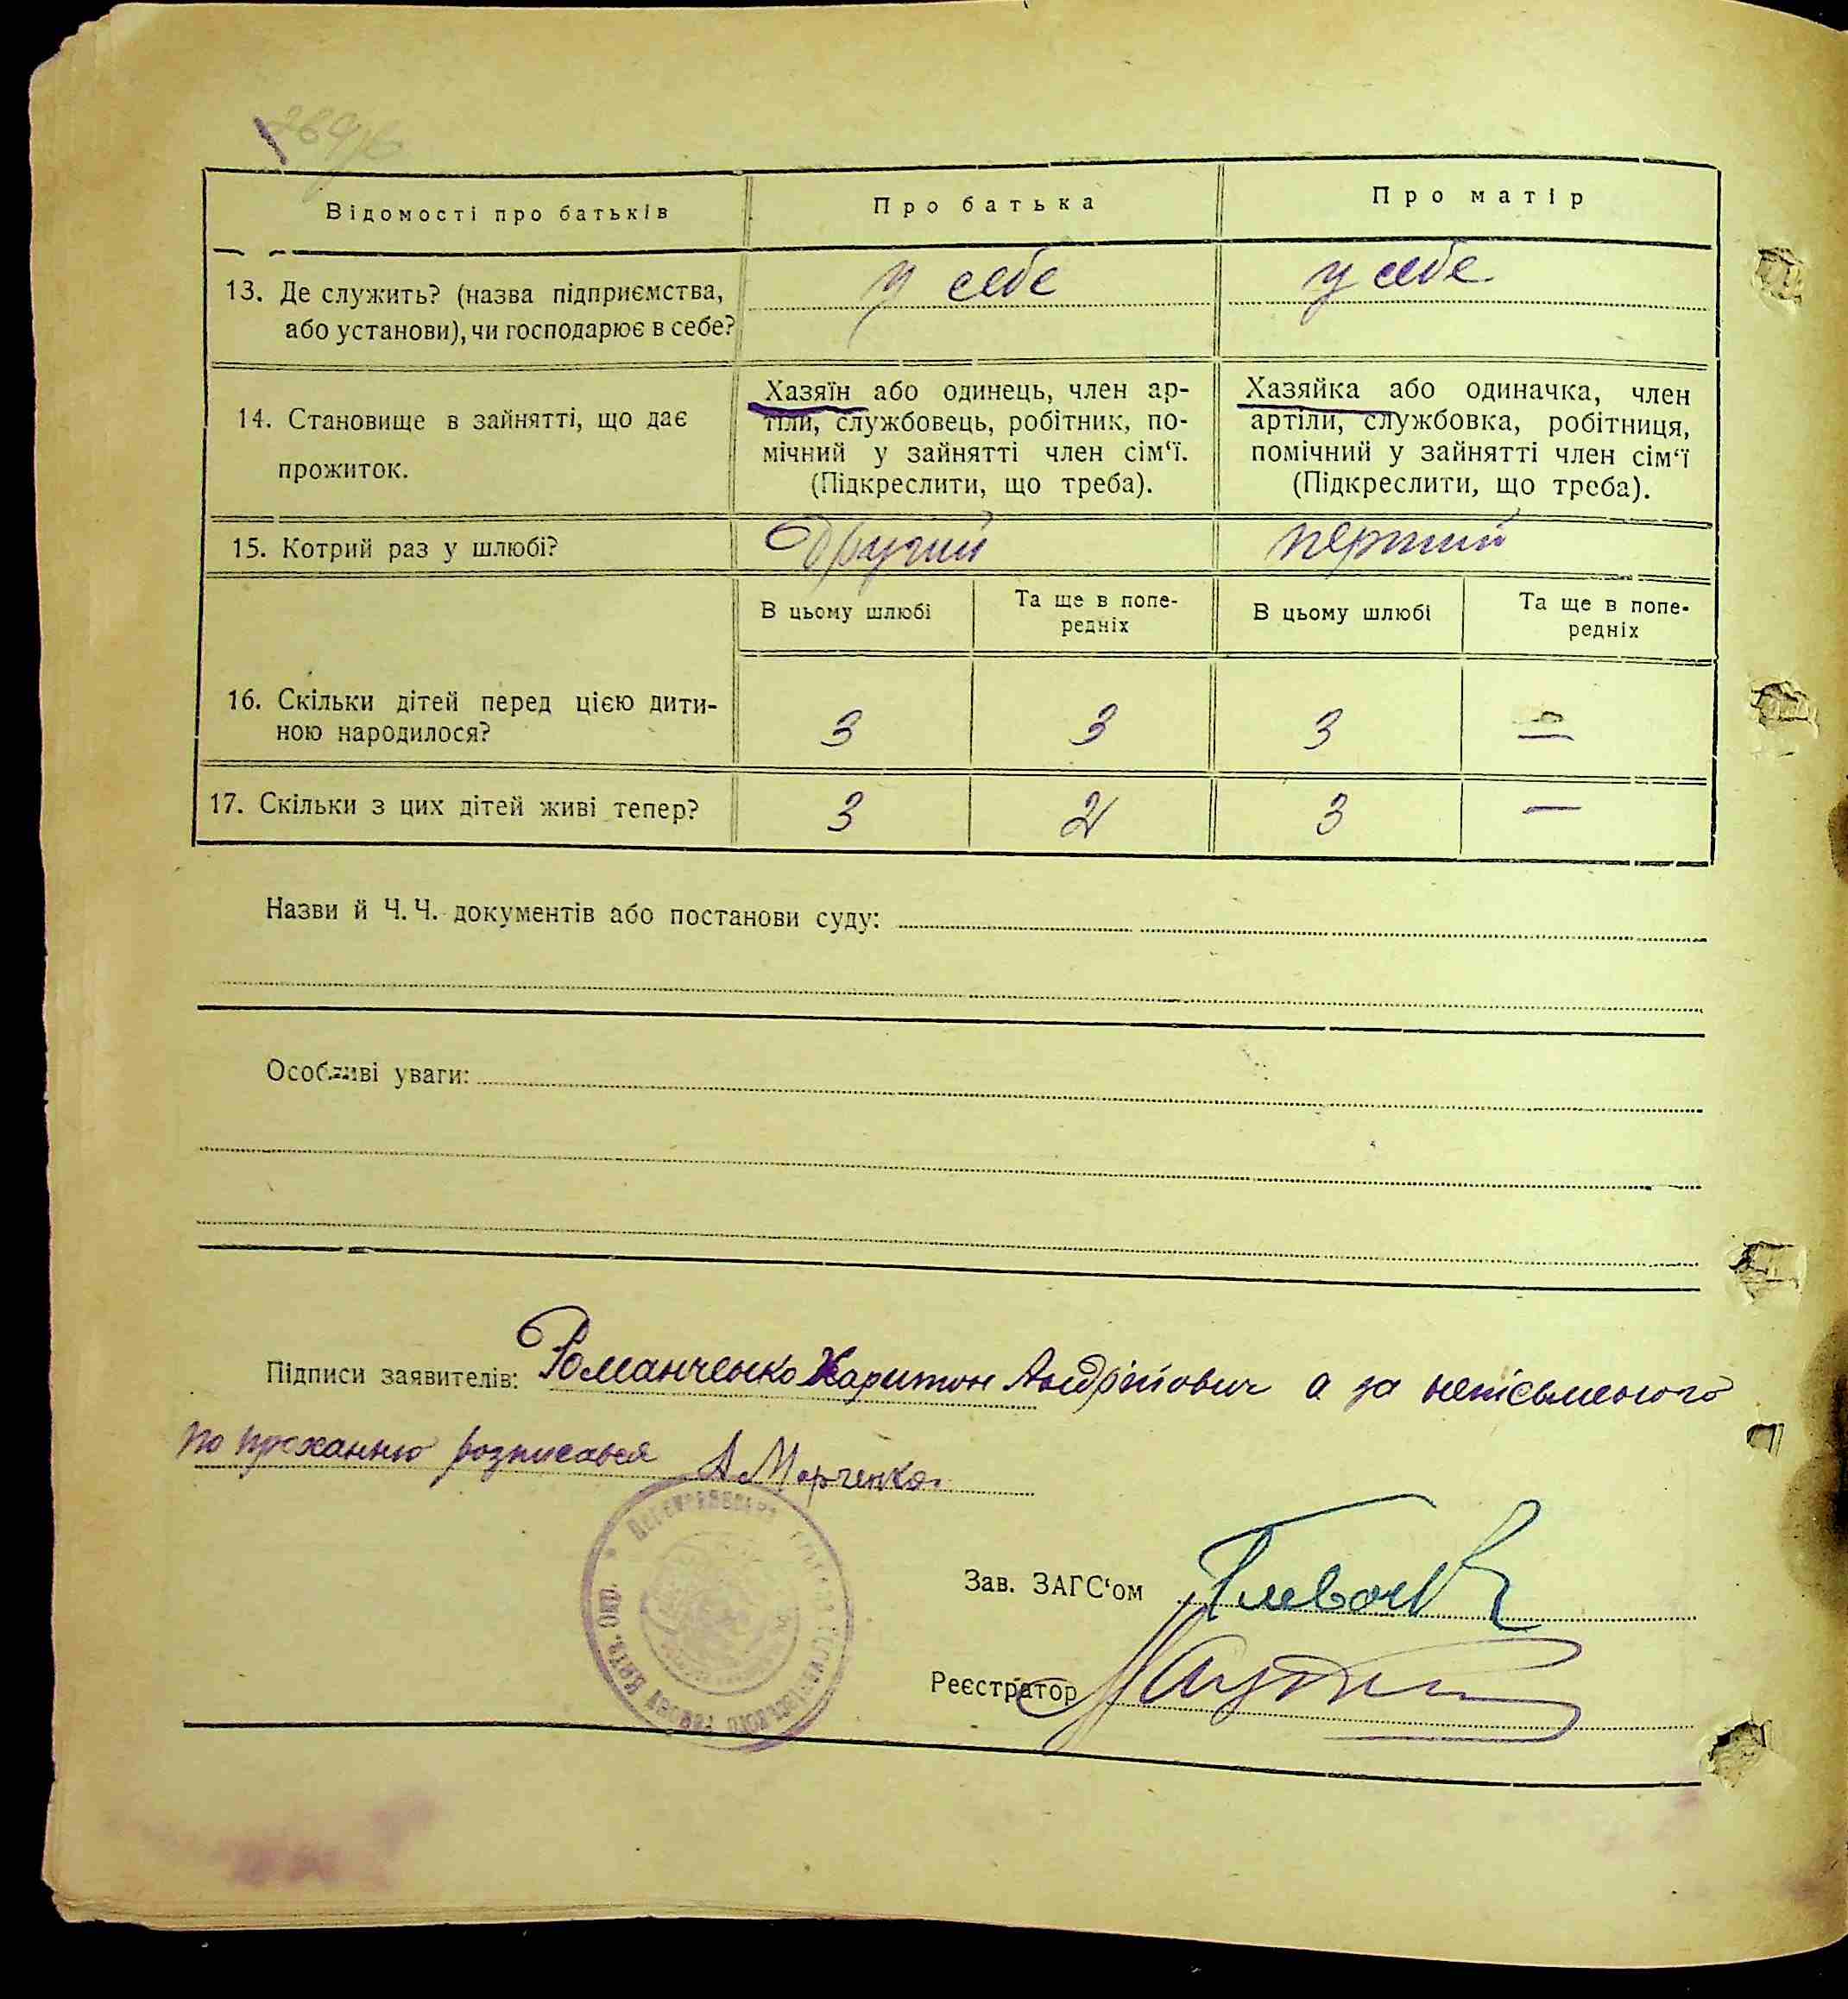 Відомості про батьків
Про батька
Про матір
13. Де служить? (назва підприємства,
або установи), чи господарює в себе?
у себе
у себе
14. Становище в зайнятті, що дає
прожиток.
Хазяїн або одинець, член ар-
тіли, службовець, робітник, по-
мічний у зайнятті член сім‘ї.
(Підкреслити, що треба).
Хазяйка або одиначка, член
артіли, службовка, робітниця,
помічний у зайнятті член сім‘ї
(Підкреслити, що треба).
15. Котрий раз у шлюбі?
другий
перший
В цьому шлюбі
Та ще в попе-
редніх
В цьому шлюбі
Та ще в попе-
редніх
16. Скільки дітей перед цією дити-
ною народилося?
3
3
3
—
17. Скільки з цих дітей живі тепер?
3
2
3
—
Назви й Ч. Ч. документів або постанови суду:
Особливі уваги:
Підписи заявителів: Романченко Харитон Андрійович а за неписьменого
по проханню розписався А Марченко.
Зав. ЗАГС‘ом
Реєстратор